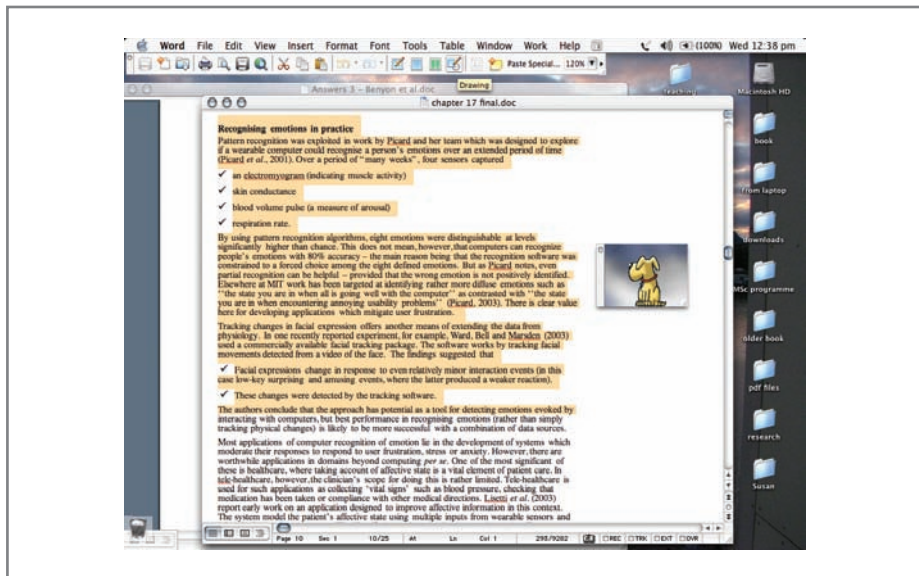 Word File Edit View Insert Format Font Tools Table Window Work Help (100%) Wed 12:38 pm
Paste Special... 120%
Drawing
Answers 3 – Benyon et al.doc
chapter 17 final.doc
teaching
Macintosh HD
book
from laptop
downloads
MSc programme
older book
pdf files
research
Susan
Recognising emotions in practice
Pattern recognition was exploited in work by Picard and her team which was designed to explore
if a wearable computer could recognise a person's emotions over an extended period of time
(Picard et al., 2001). Over a period of "many weeks", four sensors captured
✓ an electromyogram (indicating muscle activity)
✓ skin conductance
✓ blood volume pulse (a measure of arousal)
✓ respiration rate.
By using pattern recognition algorithms, eight emotions were distinguishable at levels
significantly higher than chance. This does not mean, however, that computers can recognize
people's emotions with 80% accuracy – the main reason being that the recognition software was
constrained to a forced choice among the eight defined emotions. But as Picard notes, even
partial recognition can be helpful – provided that the wrong emotion is not positively identified.
Elsewhere at MIT work has been targeted at identifying rather more diffuse emotions such as
''the state you are in when all is going well with the computer'' as contrasted with ''the state
you are in when encountering annoying usability problems'' (Picard, 2003). There is clear value
here for developing applications which mitigate user frustration.
Tracking changes in facial expression offers another means of extending the data from
physiology. In one recently reported experiment, for example, Ward, Bell and Marsden (2003)
used a commercially available facial tracking package. The software works by tracking facial
movements detected from a video of the face. The findings suggested that
✓ Facial expressions change in response to even relatively minor interaction events (in this
case low-key surprising and amusing events, where the latter produced a weaker reaction).
✓ These changes were detected by the tracking software.
The authors conclude that the approach has potential as a tool for detecting emotions evoked by
interacting with computers, but best performance in recognising emotions (rather than simply
tracking physical changes) is likely to be more successful with a combination of data sources.
Most applications of computer recognition of emotion lie in the development of systems which
moderate their responses to respond to user frustration, stress or anxiety. However, there are
worthwhile applications in domains beyond computing per se. One of the most significant of
these is healthcare, where taking account of affective state is a vital element of patient care. In
tele-healthcare, however, the clinician's scope for doing this is rather limited. Tele-healthcare is
used for such applications as collecting 'vital signs' such as blood pressure, checking that
medication has been taken or compliance with other medical directions. Lisetti et al. (2003)
report early work on an application designed to improve affective information in this context.
The system model the patient's affective state using multiple inputs from wearable sensors and
Page 10 Sec 1 10/25 At Ln Col 1 298/9282 REC TRK EXT OVR